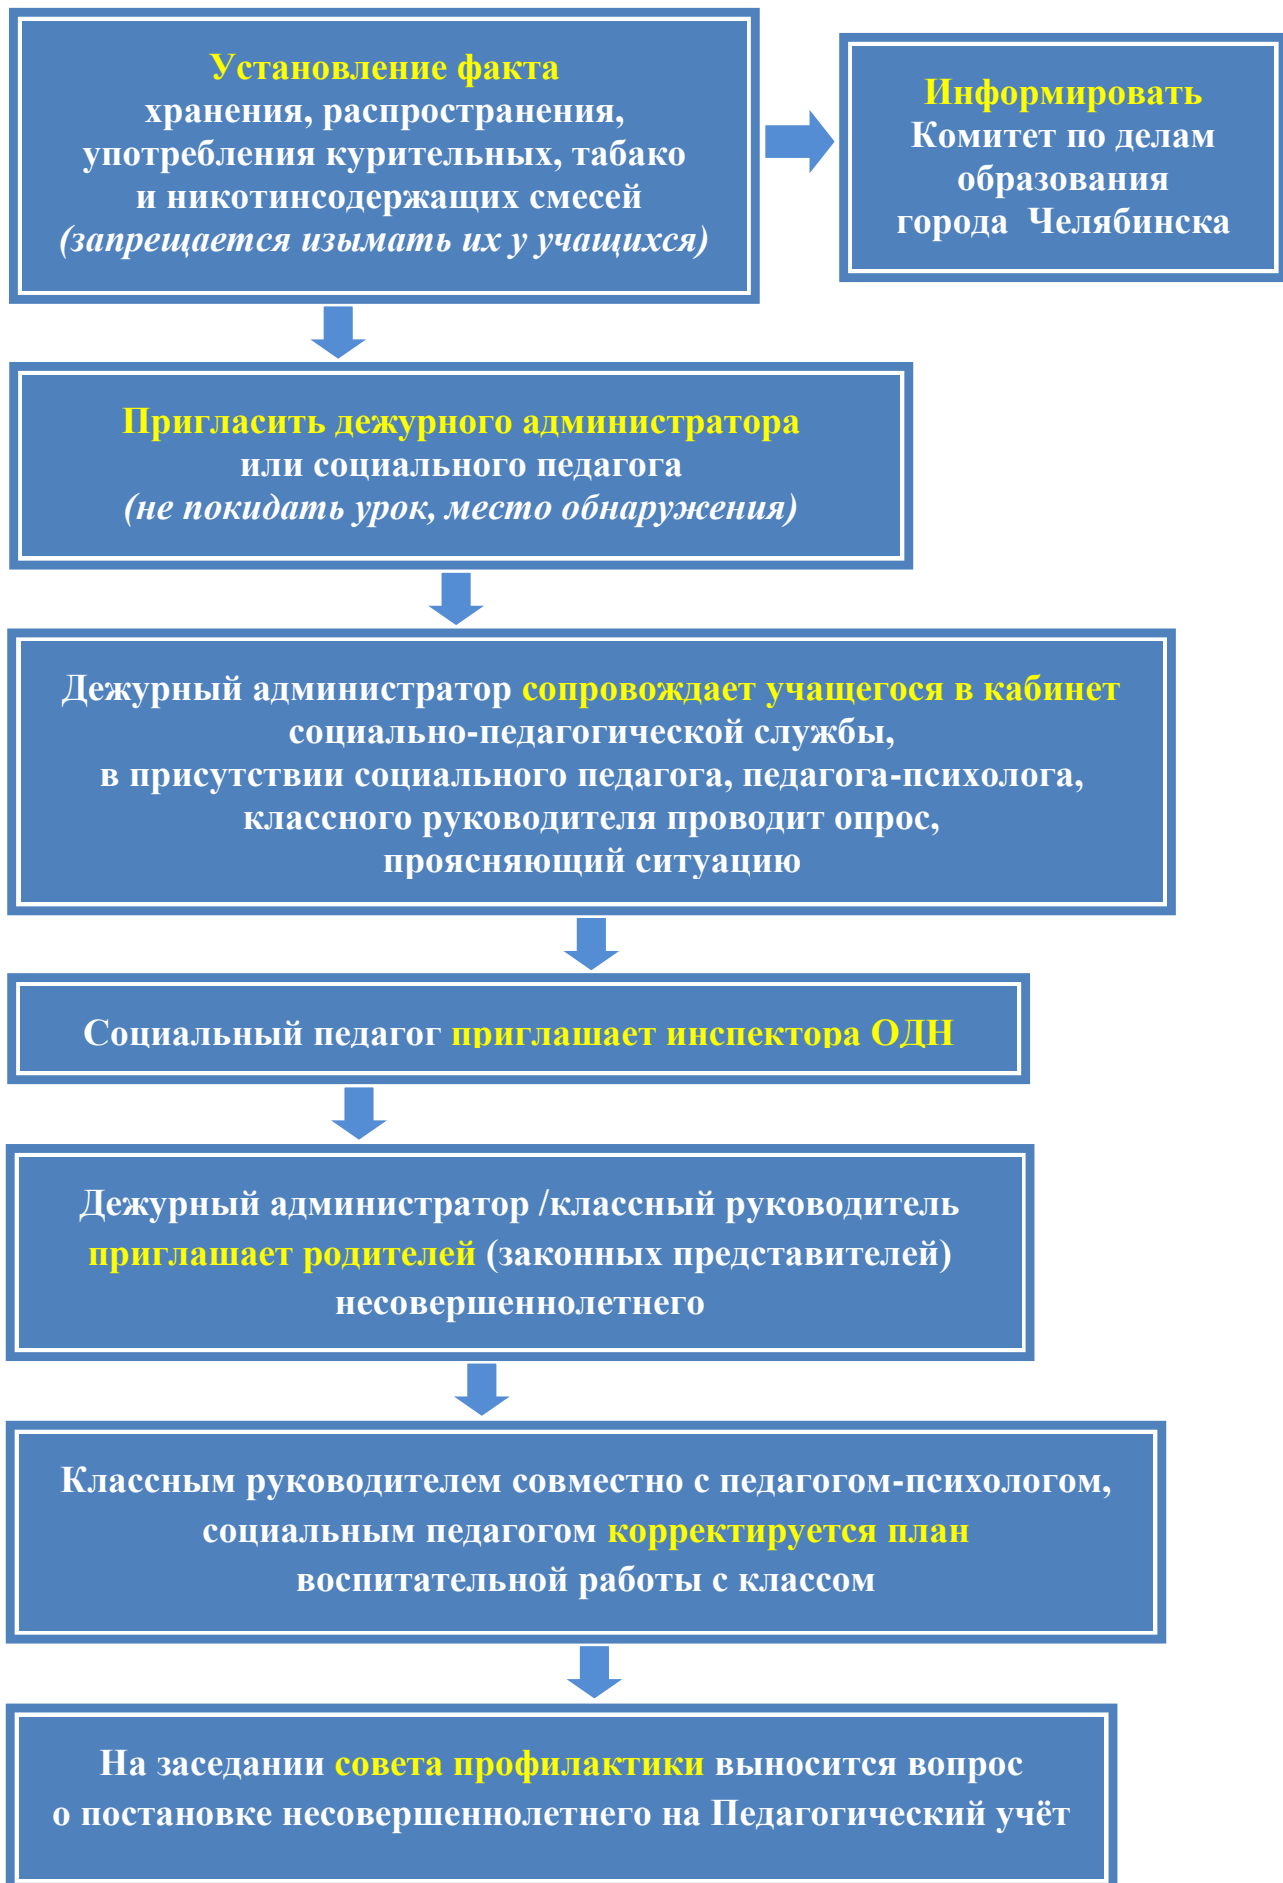 Установление факта
хранения, распространения,
употребления курительных, табако
и никотинсодержащих смесей
(запрещается изымать их у учащихся)
Информировать
Комитет по делам
образования
города Челябинска
Пригласить дежурного администратора
или социального педагога
(не покидать урок, место обнаружения)
Дежурный администратор сопровождает учащегося в кабинет
социально-педагогической службы,
в присутствии социального педагога, педагога-психолога,
классного руководителя проводит опрос,
проясняющий ситуацию
Социальный педагог приглашает инспектора ОДН
Дежурный администратор /классный руководитель
приглашает родителей (законных представителей)
несовершеннолетнего
Классным руководителем совместно с педагогом-психологом,
социальным педагогом корректируется план
воспитательной работы с классом
На заседании совета профилактики выносится вопрос
о постановке несовершеннолетнего на Педагогический учёт